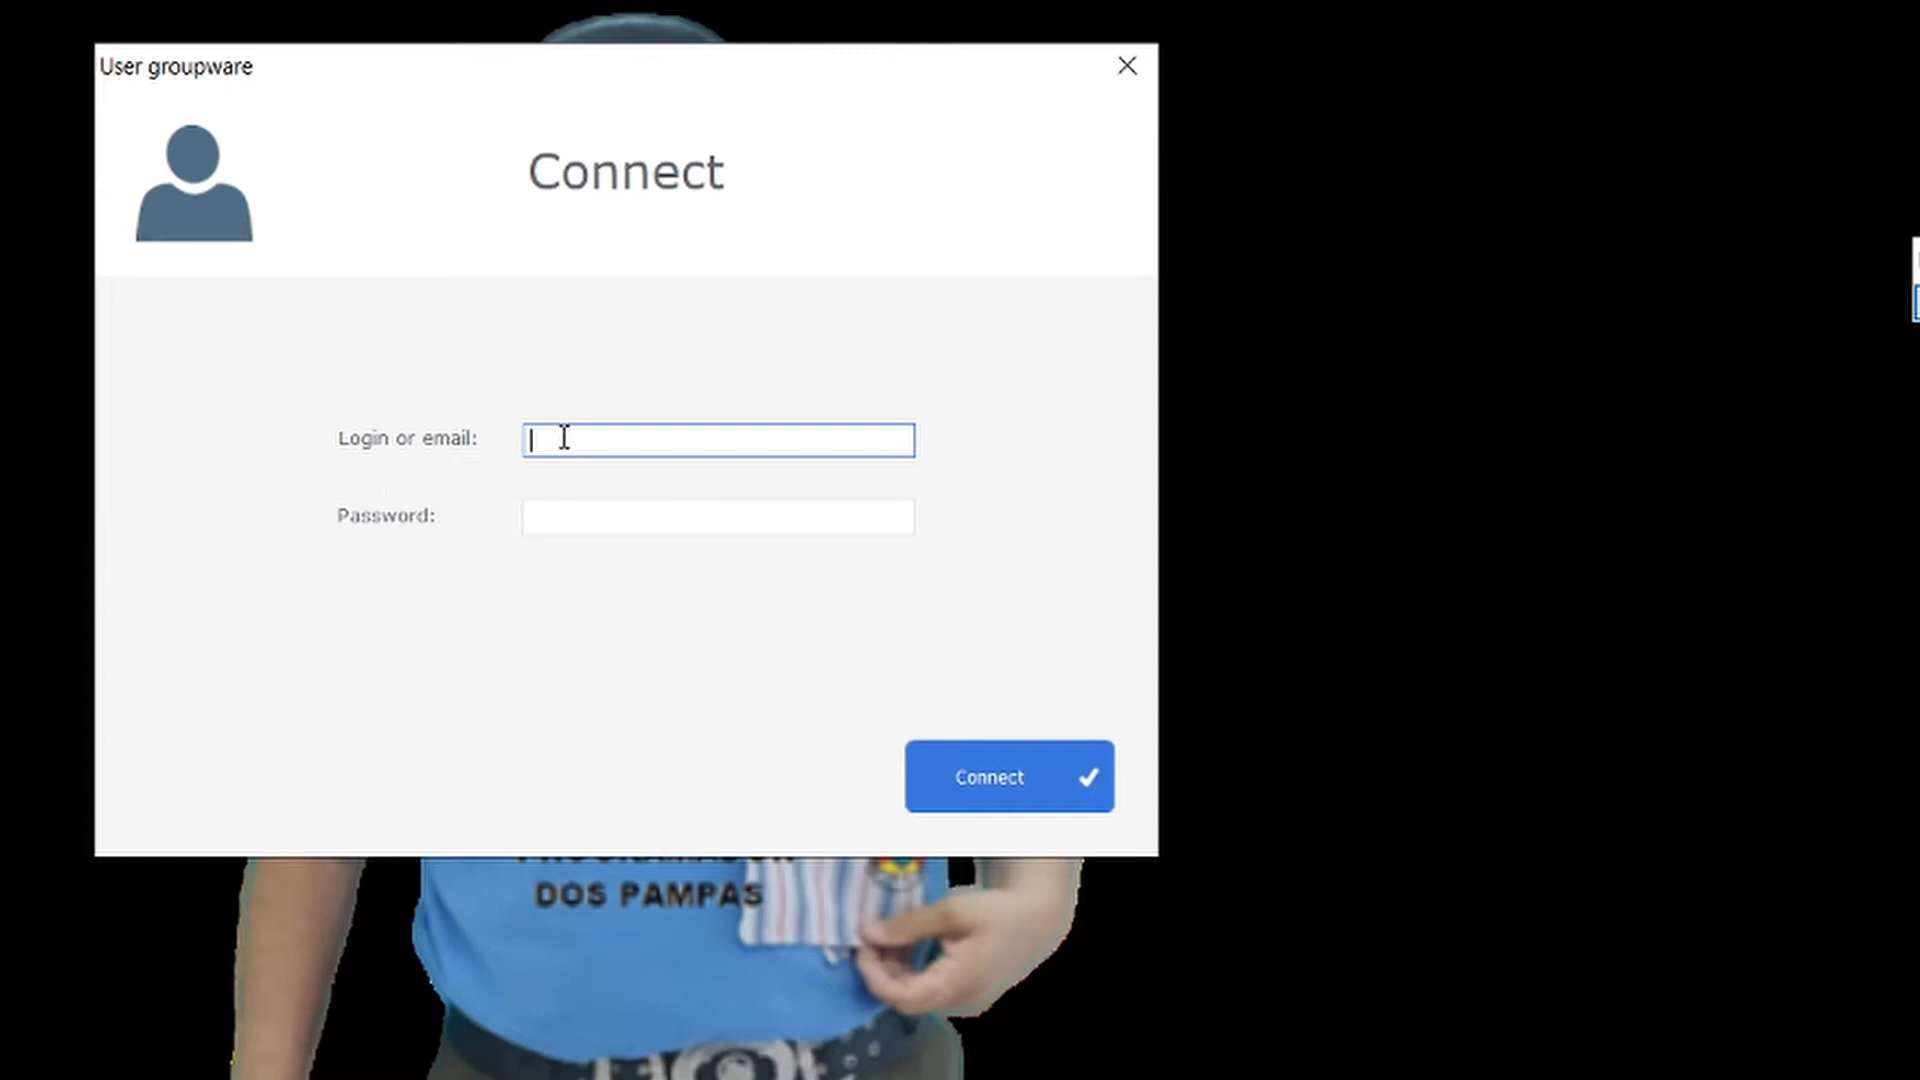 User groupware
Connect
Login or email:
Password:
Connect
DOS PAMPAS